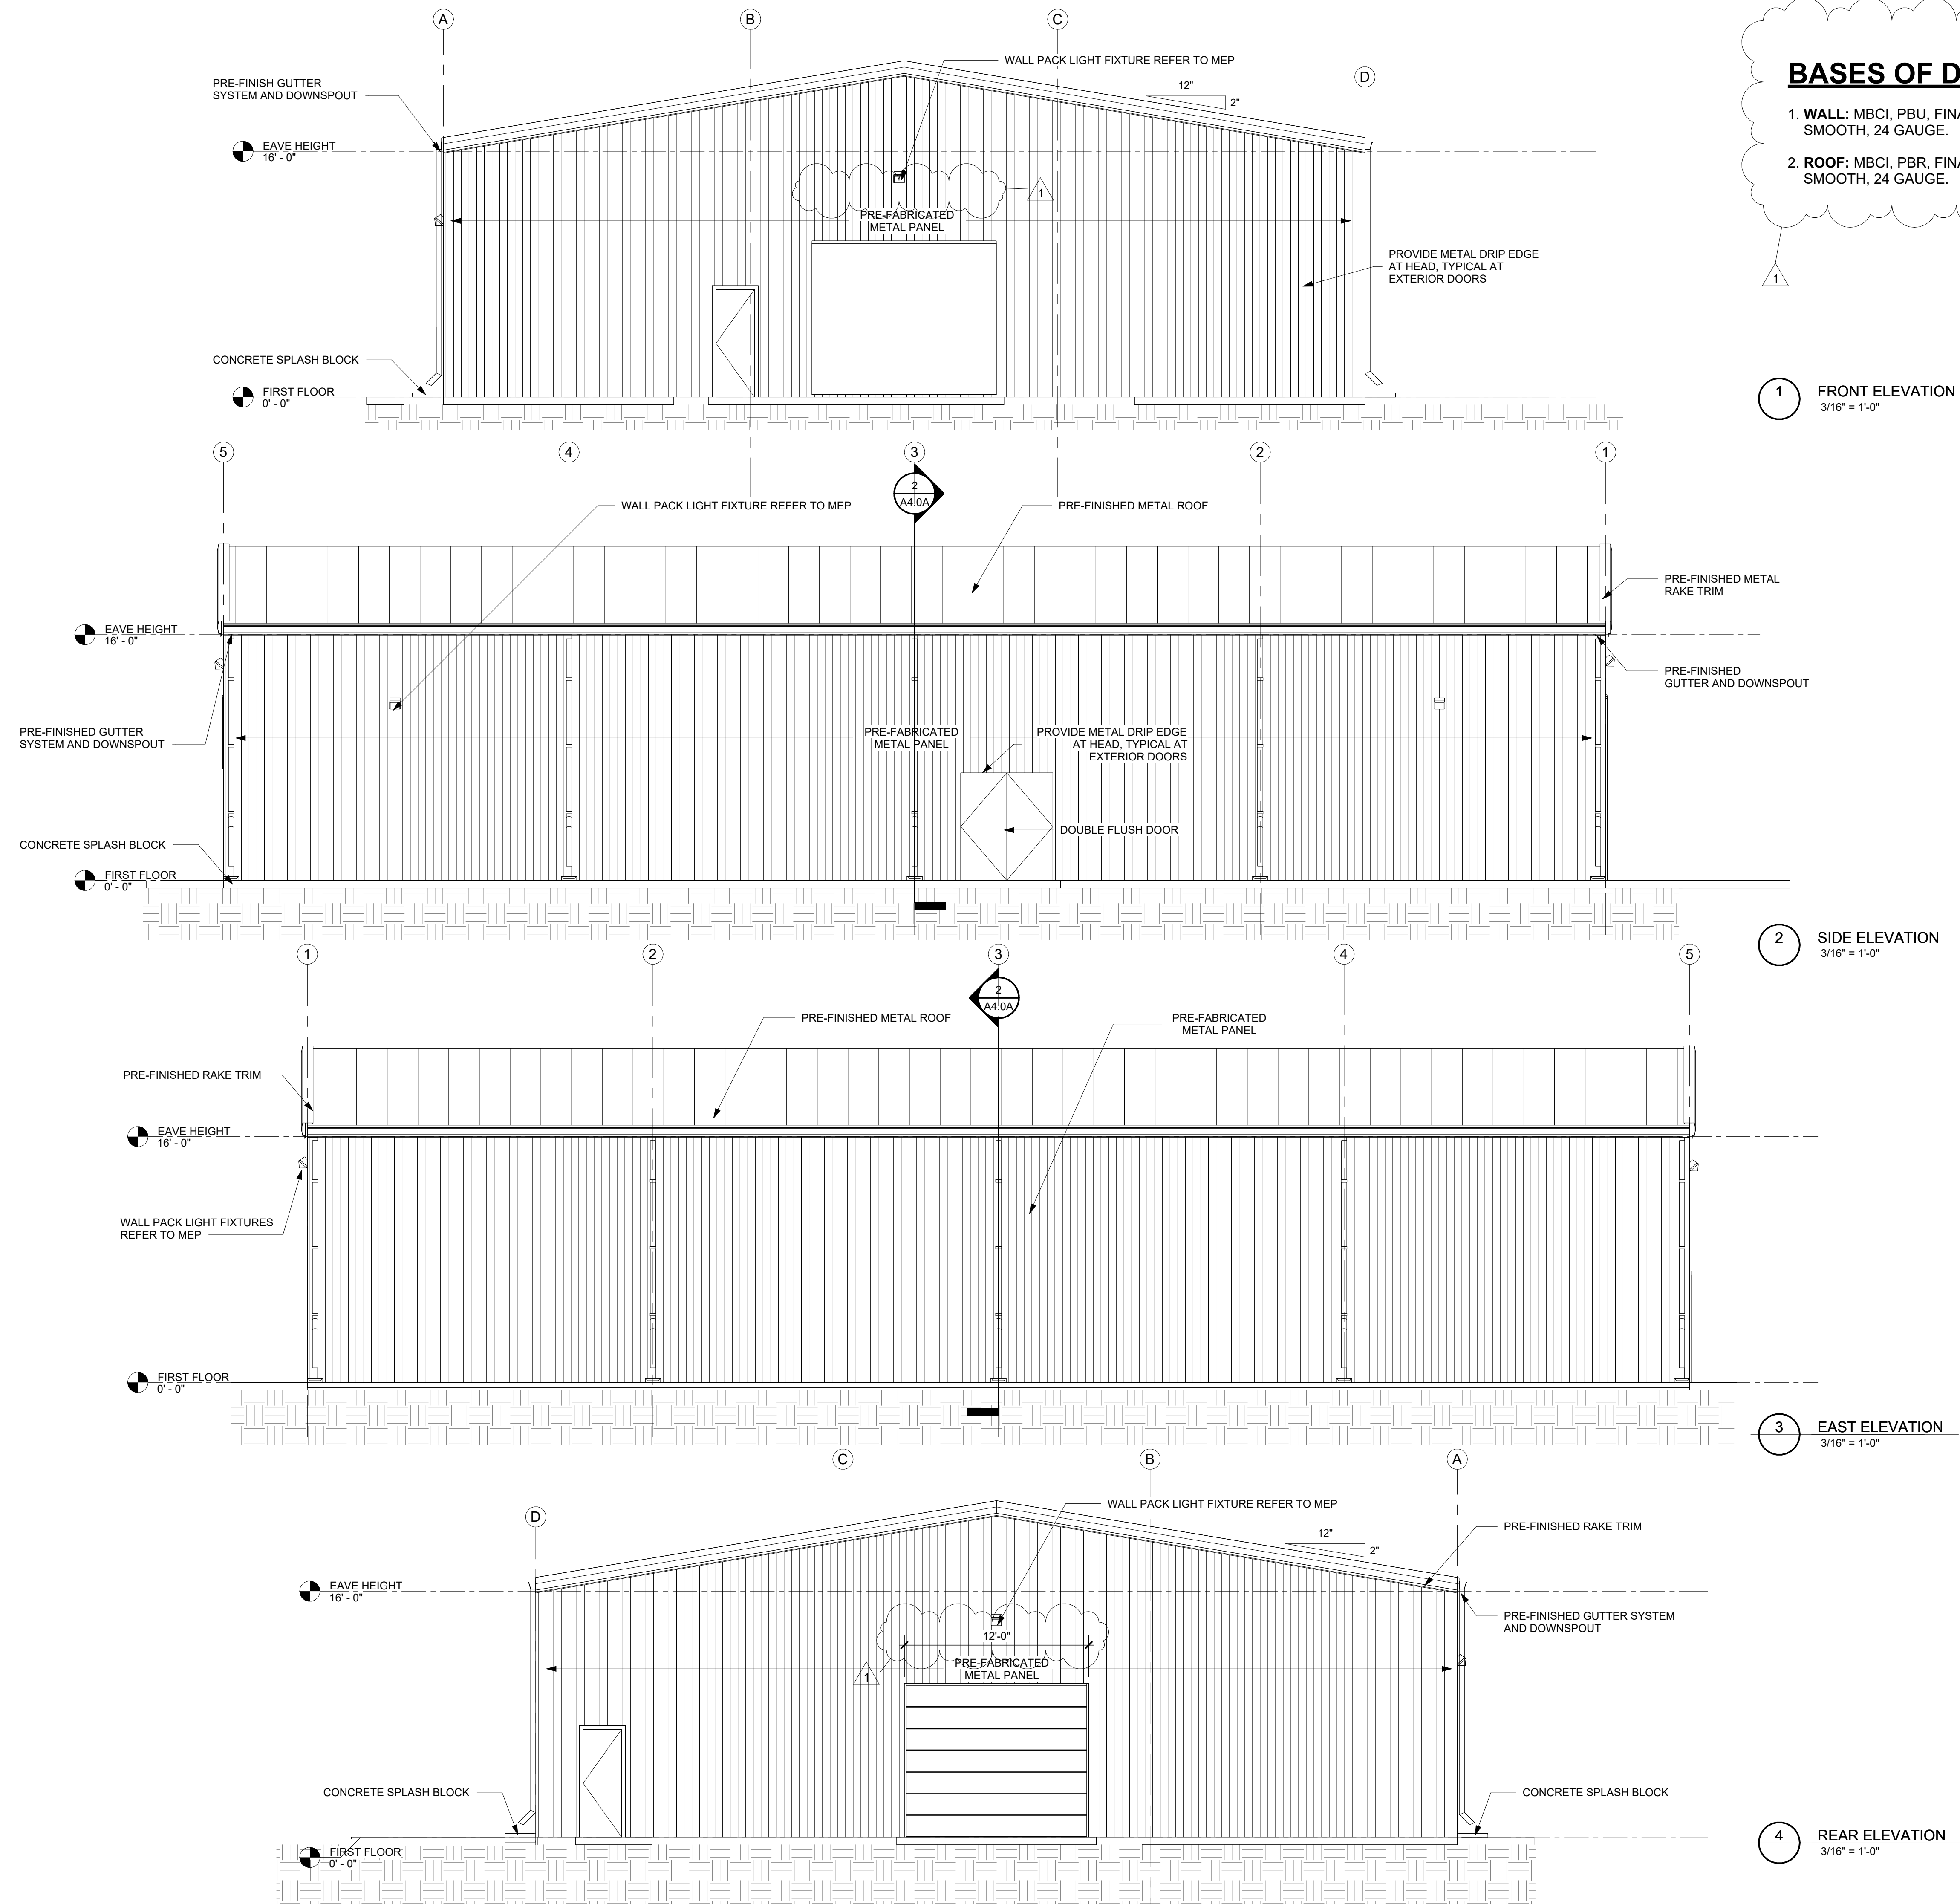 A
B
C
D
WALL PACK LIGHT FIXTURE REFER TO MEP
PRE-FINISH GUTTER
SYSTEM AND DOWNSPOUT
12"
2"
EAVE HEIGHT
16' - 0"
1
PRE-FABRICATED
METAL PANEL
PROVIDE METAL DRIP EDGE
AT HEAD, TYPICAL AT
EXTERIOR DOORS
CONCRETE SPLASH BLOCK
FIRST FLOOR
0' - 0"
BASES OF D
1. WALL: MBCI, PBU,
SMOOTH, 24 GAUGE.
2. ROOF: MBCI, PBR,
SMOOTH, 24 GAUGE.
1
1
FRONT ELEVATION
3/16" = 1'-0"
5
4
3
2
1
2
A4.0A
WALL PACK LIGHT FIXTURE REFER TO MEP
PRE-FINISHED METAL ROOF
PRE-FINISHED METAL
RAKE TRIM
EAVE HEIGHT
16' - 0"
PRE-FINISHED
GUTTER AND DOWNSPOUT
PRE-FINISHED GUTTER
SYSTEM AND DOWNSPOUT
PRE-FABRICATED
METAL PANEL
PROVIDE METAL DRIP EDGE
AT HEAD, TYPICAL AT
EXTERIOR DOORS
DOUBLE FLUSH DOOR
CONCRETE SPLASH BLOCK
FIRST FLOOR
0' - 0"
2
SIDE ELEVATION
3/16" = 1'-0"
1
2
3
4
5
2
A4.0A
PRE-FINISHED METAL ROOF
PRE-FABRICATED
METAL PANEL
PRE-FINISHED RAKE TRIM
EAVE HEIGHT
16' - 0"
WALL PACK LIGHT FIXTURES
REFER TO MEP
FIRST FLOOR
0' - 0"
3
EAST ELEVATION
3/16" = 1'-0"
D
C
B
A
WALL PACK LIGHT FIXTURE REFER TO MEP
12"
2"
PRE-FINISHED RAKE TRIM
EAVE HEIGHT
16' - 0"
PRE-FINISHED GUTTER SYSTEM
AND DOWNSPOUT
12'-0"
1
PRE-FABRICATED
METAL PANEL
CONCRETE SPLASH BLOCK
CONCRETE SPLASH BLOCK
FIRST FLOOR
0' - 0"
4
REAR ELEVATION
3/16" = 1'-0"